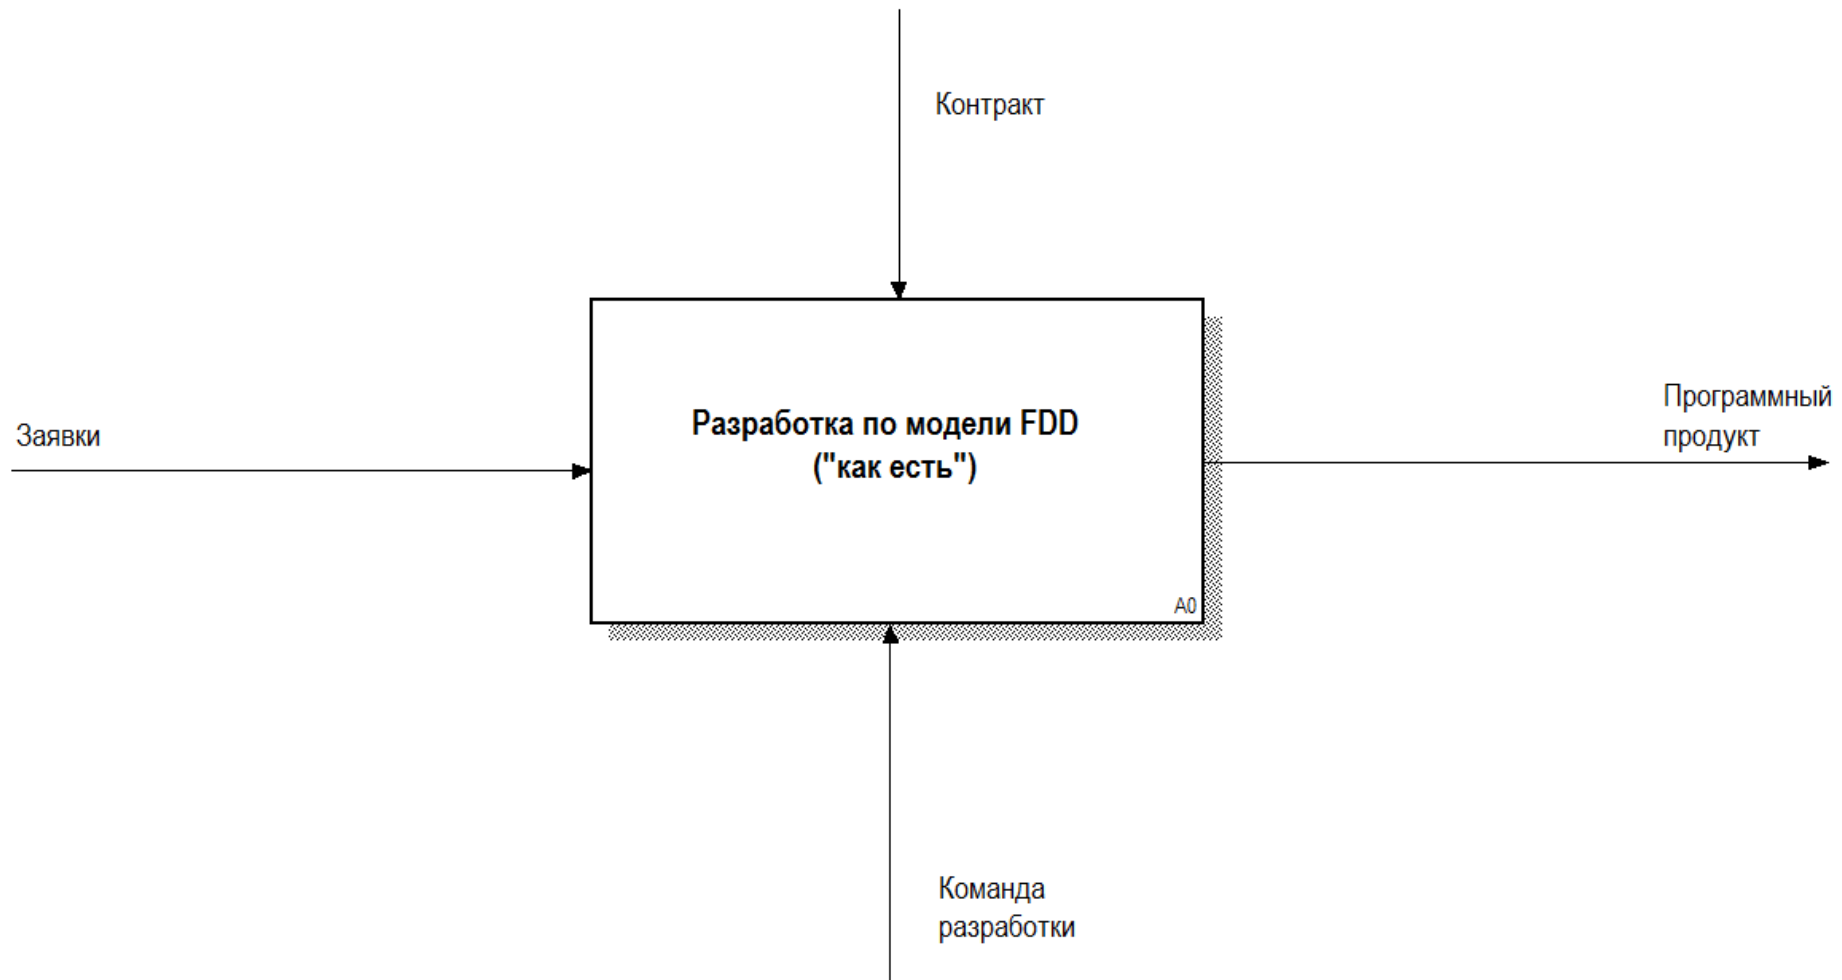 Контракт
Заявки
Разработка по модели FDD
("как есть")
Программный
продукт
A0
Команда
разработки